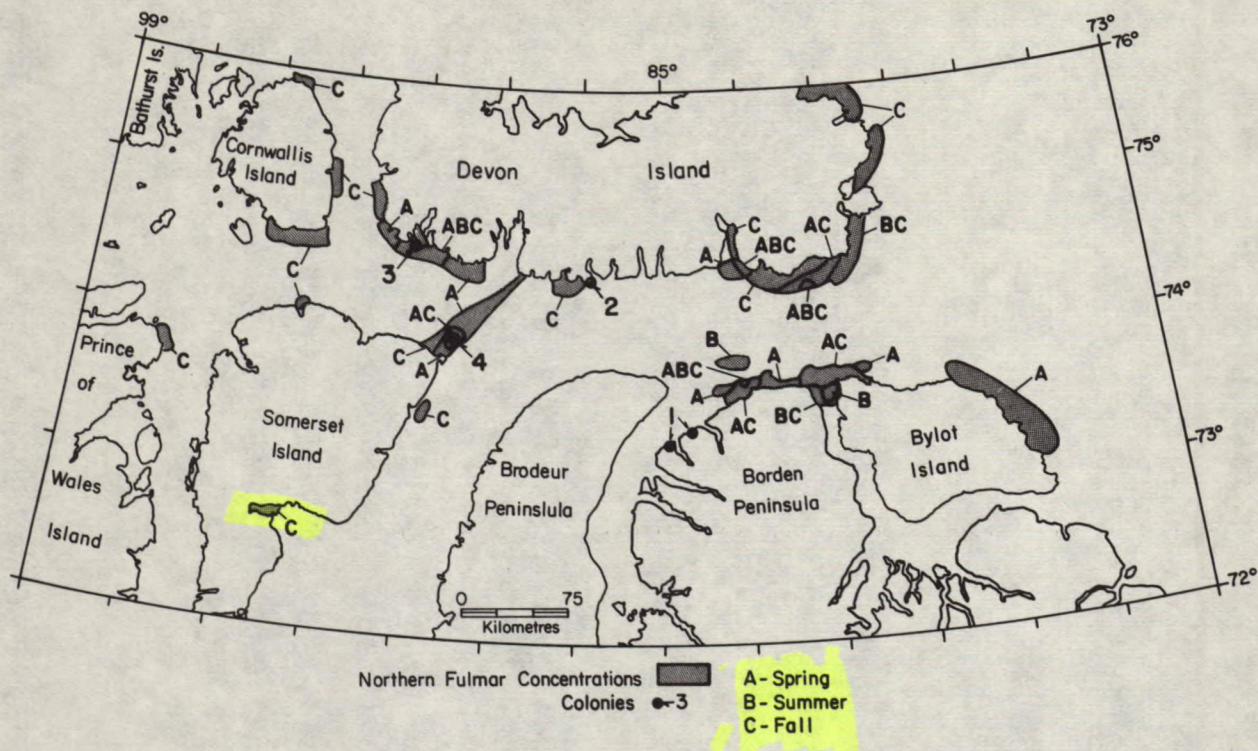 99°
85°
73°
76°
Bathurst Is.
C
Cornwallis
Island
Devon
Island
C
75°
C
A
ABC
C
A
ABC
AC
BC
3
C
A
C
2
C
ABC
74°
AC
C
4
A
Prince
of
Wales
Island
C
C
Somerset
Island
C
B
ABC
A
AC
A
A
A
AC
BC
B
1
73°
Brodeur
Peninslula
Borden
Peninsula
Bylot
Island
72°
0 75
Kilometres
Northern Fulmar Concentrations
Colonies 3
A - Spring
B - Summer
C - Fall